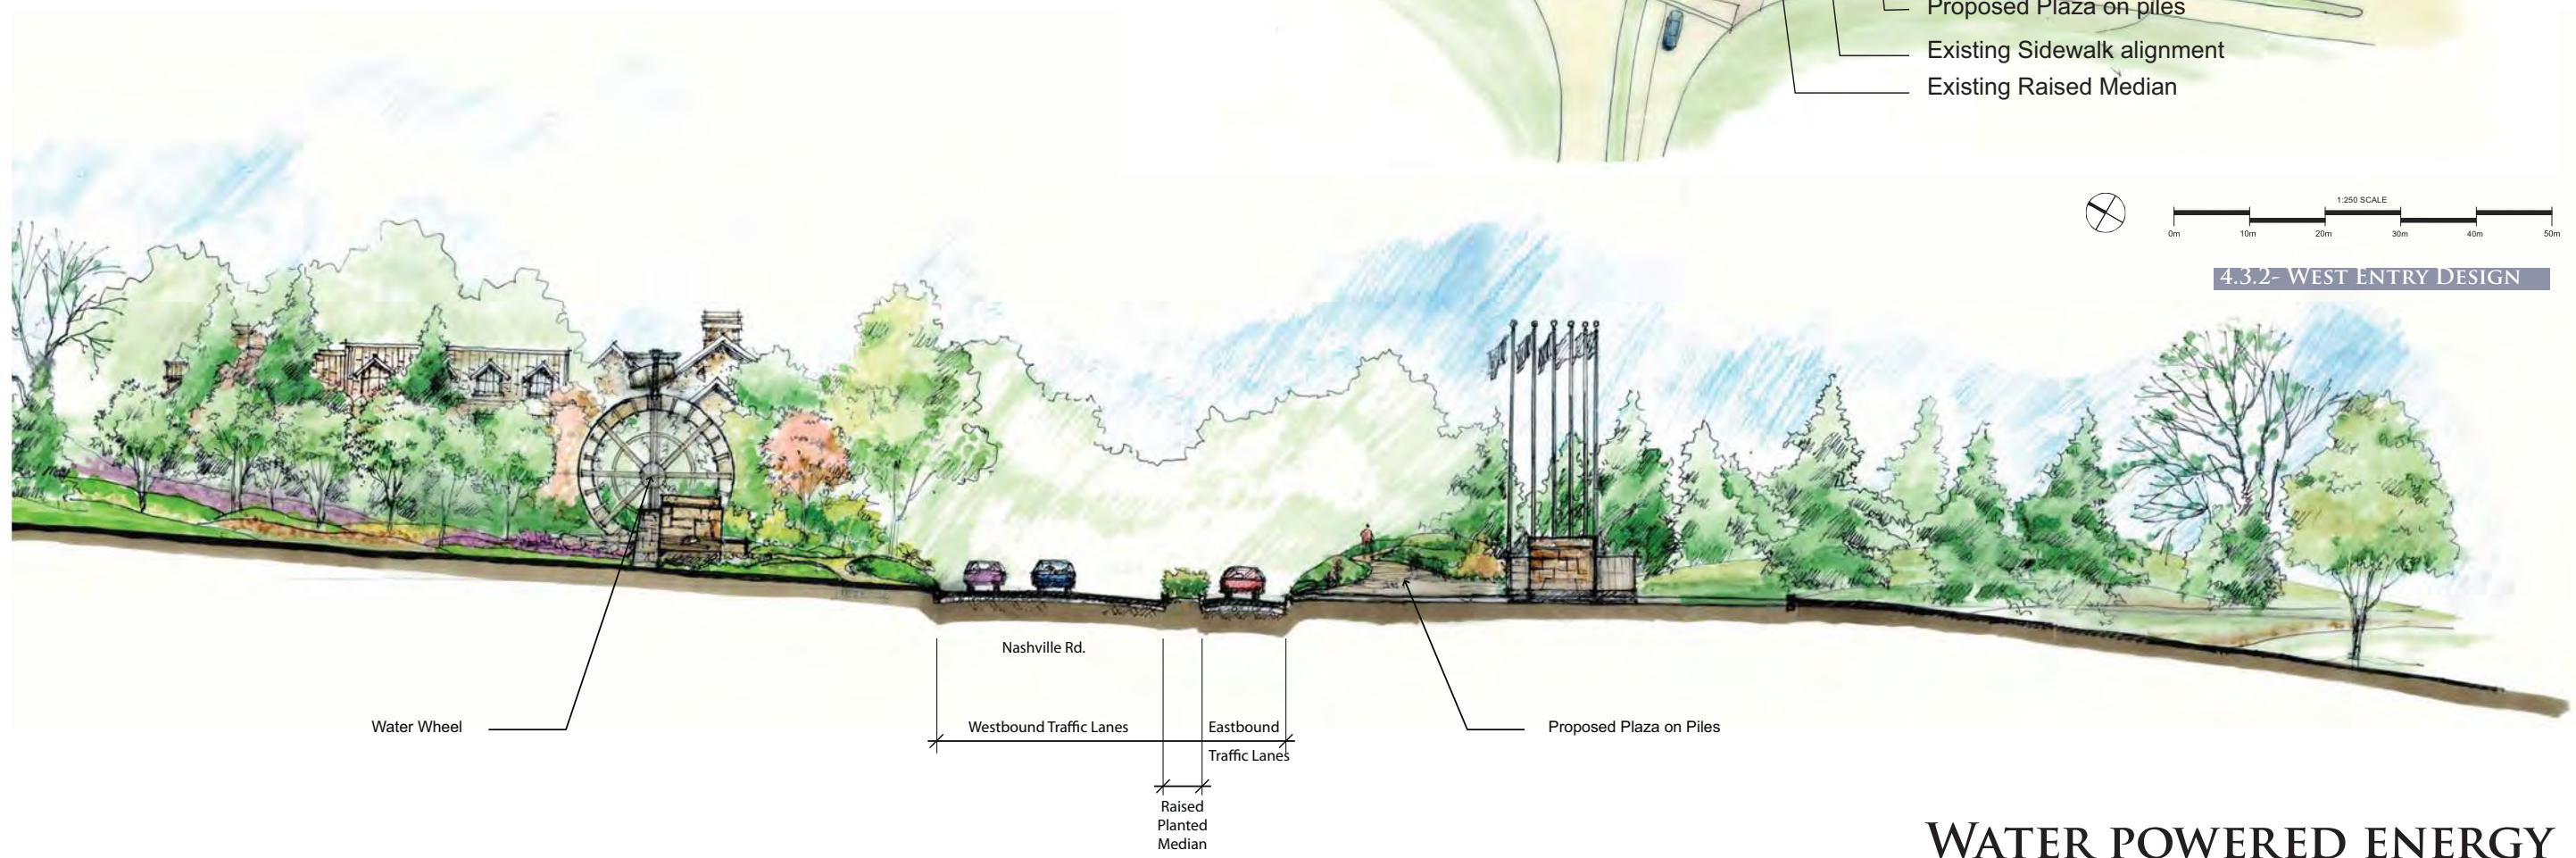 Proposed Plaza on piles
Existing Sidewalk alignment
Existing Raised Median
1:250 SCALE
0m 10m 20m 30m 40m 50m
4.3.2- WEST ENTRY DESIGN
Nashville Rd.
Water Wheel
Westbound Traffic Lanes
Eastbound
Traffic Lanes
Proposed Plaza on Piles
Raised
Planted
Median
WATER POWERED ENERGY